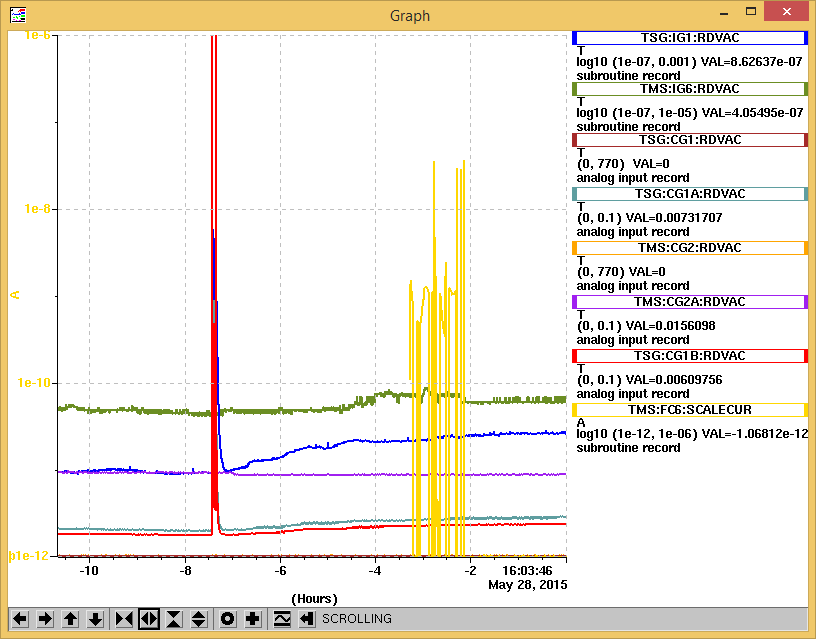 Graph
1e-6
1e-8
A
1e-10
1e-12
-10
-8
-6
-4
-2
16:03:46
May 28, 2015
(Hours)
TSG:IG1:RDVAC
T
log10 (1e-07, 0.001) VAL=8.62637e-07
subroutine record
TMS:IG6:RDVAC
T
log10 (1e-07, 1e-05) VAL=4.05495e-07
subroutine record
TSG:CG1:RDVAC
T
(0, 770) VAL=0
analog input record
TSG:CG1A:RDVAC
T
(0, 0.1) VAL=0.00731707
analog input record
TMS:CG2:RDVAC
T
(0, 770) VAL=0
analog input record
TMS:CG2A:RDVAC
T
(0, 0.1) VAL=0.0156098
analog input record
TSG:CG1B:RDVAC
T
(0, 0.1) VAL=0.00609756
analog input record
TMS:FC6:SCALECUR
A
log10 (1e-12, 1e-06) VAL=-1.06812e-12
subroutine record
SCROLLING